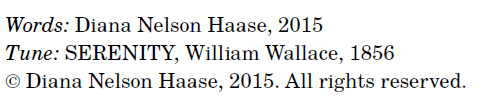 Words: Diana Nelson Haase, 2015
Tune: SERENITY, William Wallace, 1856
© Diana Nelson Haase, 2015. All rights reserved.